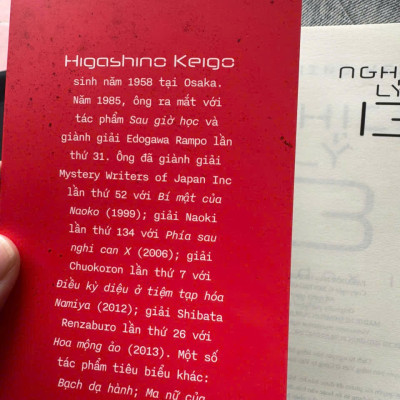 Higashino Keigo
sinh năm 1958 tại Osaka.
Năm 1985, ông ra mắt với
tác phẩm Sau giờ học và
giành giải Edogawa Rampo lần
thứ 31. Ông đã giành giải
Mystery Writers of Japan Inc
lần thứ 52 với Bí mật của
Naoko (1999); giải Naoki
lần thứ 134 với Phía sau
nghi can X (2006); giải
Chuokoron lần thứ 7 với
Điều kỳ diệu ở tiệm tạp hóa
Namiya (2012); giải Shibata
Renzaburo lần thứ 26 với
Hoa mộng ảo (2013). Một số
tác phẩm tiêu biểu khác:
Bạch dạ hành; Ma nữ của
NGH
LÝ
13